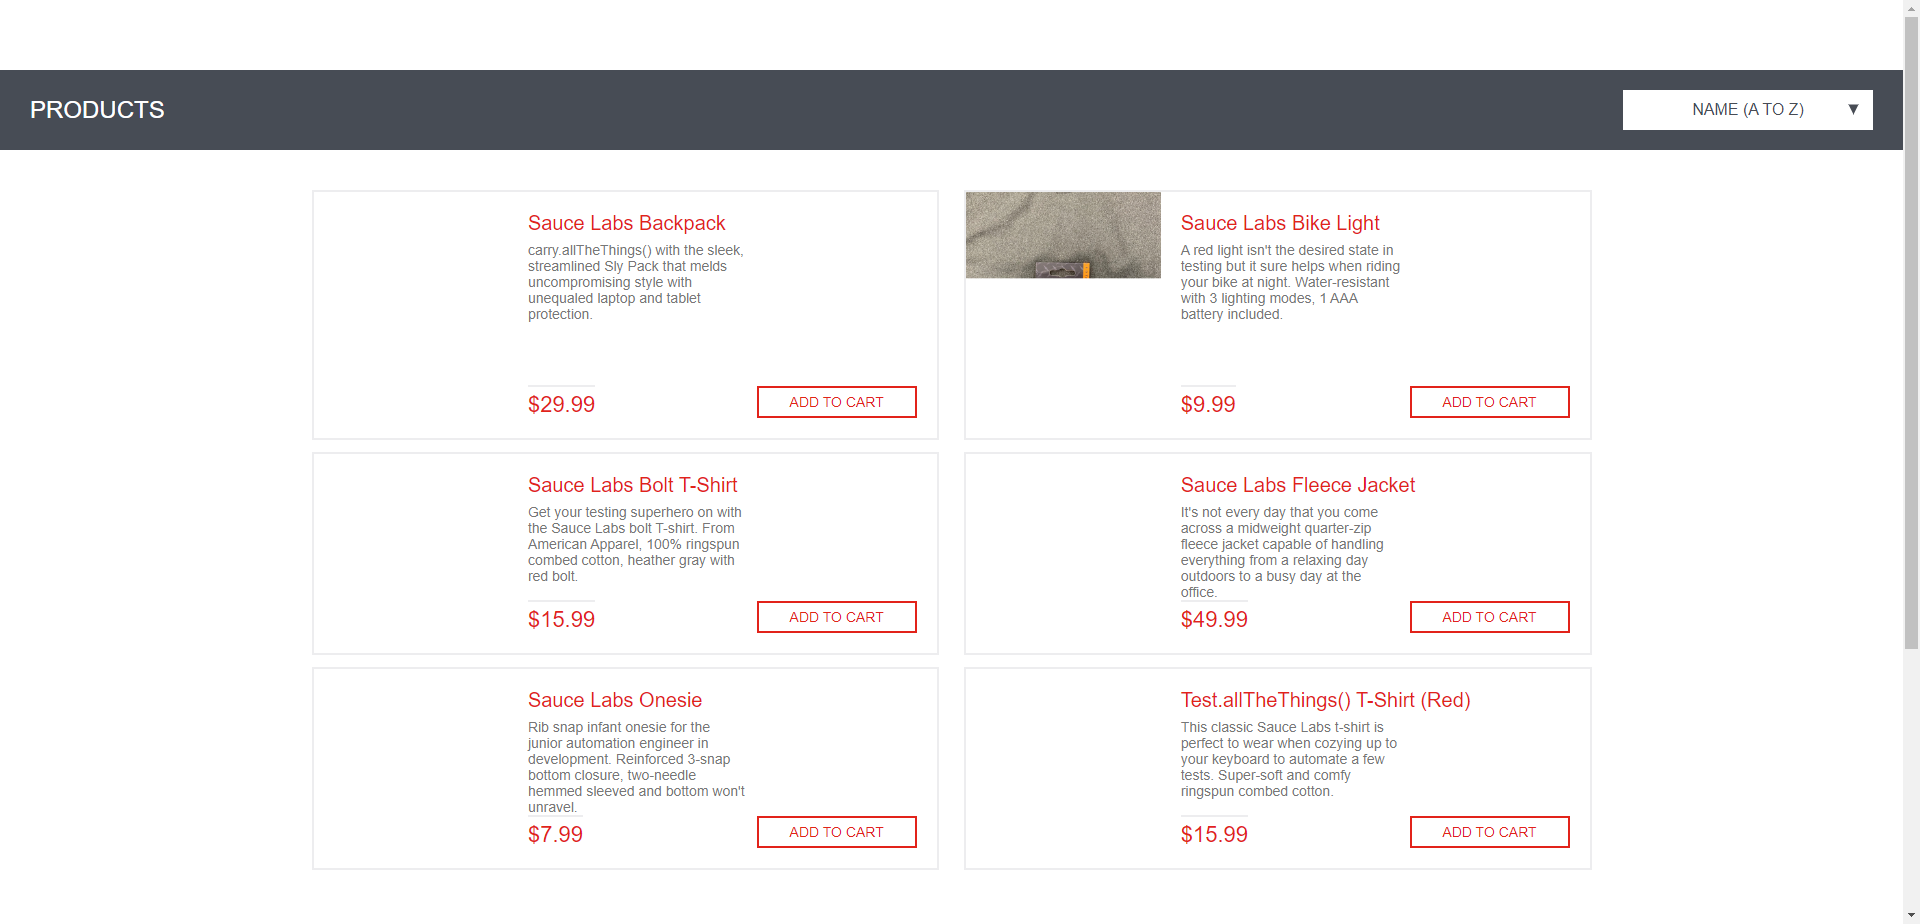 PRODUCTS
NAME (A TO Z)
Sauce Labs Backpack
carry.allTheThings() with the sleek,
streamlined Sly Pack that melds
uncompromising style with
unequaled laptop and tablet
protection.
$29.99
ADD TO CART
Sauce Labs Bike Light
A red light isn't the desired state in
testing but it sure helps when riding
your bike at night. Water-resistant
with 3 lighting modes, 1 AAA
battery included.
$9.99
ADD TO CART
Sauce Labs Bolt T-Shirt
Get your testing superhero on with
the Sauce Labs bolt T-shirt. From
American Apparel, 100% ringspun
combed cotton, heather gray with
red bolt.
$15.99
ADD TO CART
Sauce Labs Fleece Jacket
It's not every day that you come
across a midweight quarter-zip
fleece jacket capable of handling
everything from a relaxing day
outdoors to a busy day at the
office.
$49.99
ADD TO CART
Sauce Labs Onesie
Rib snap infant onesie for the
junior automation engineer in
development. Reinforced 3-snap
bottom closure, two-needle
hemmed sleeved and bottom won't
unravel.
$7.99
ADD TO CART
Test.allTheThings() T-Shirt (Red)
This classic Sauce Labs t-shirt is
perfect to wear when cozying up to
your keyboard to automate a few
tests. Super-soft and comfy
ringspun combed cotton.
$15.99
ADD TO CART